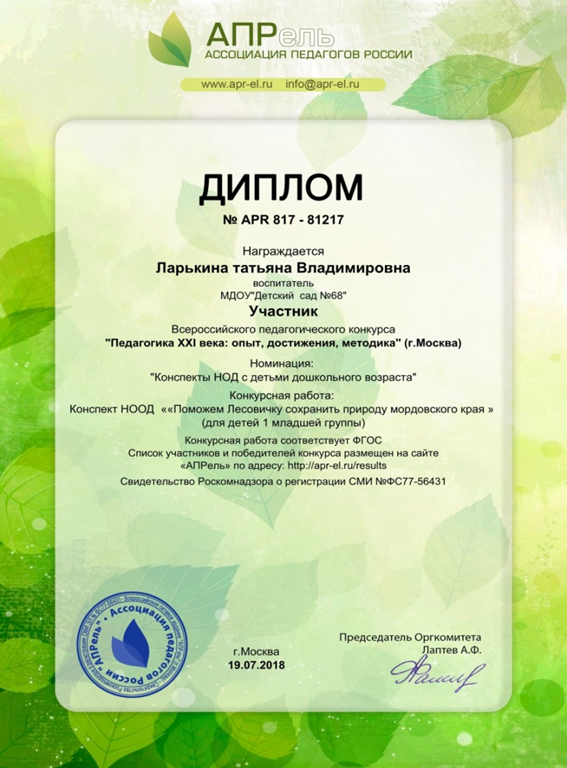 АПРель
АССОЦИАЦИЯ ПЕДАГОГОВ РОССИИ
www.apr-el.ru info@apr-el.ru
ДИПЛОМ
№ APR 817 - 81217
Награждается
Ларькина татьяна Владимировна
воспитатель
МДОУ"Детский сад №68"
Участник
Всероссийского педагогического конкурса
"Педагогика XXI века: опыт, достижения, методика" (г.Москва)
Номинация:
"Конспекты НОД с детьми дошкольного возраста"
Конкурсная работа:
Конспект НООД ««Поможем Лесовичку сохранить природу мордовского края »
(для детей 1 младшей группы)
Конкурсная работа соответствует ФГОС
Список участников и победителей конкурса размещен на сайте
«АПРель» по адресу: http://apr-el.ru/results
Свидетельство Роскомнадзора о регистрации СМИ №ФС77-56431
Ассоциация педагогов России "АПРель"
г.Москва
19.07.2018
Председатель Оргкомитета
Лаптев А.Ф.